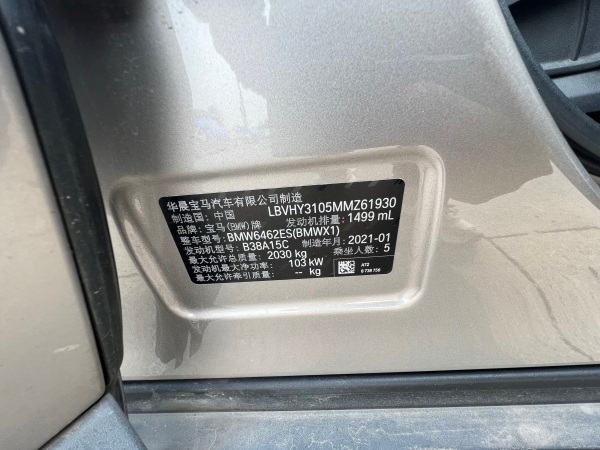 华晨宝马汽车有限公司制造
制造国：中国 LBVHY3105MMZ61930
品牌：宝马(BMW)牌 发动机排量：1499 mL
整车型号：BMW6462ES(BMWX1)
发动机型号：B38A15C 制造年月：2021-01
最大允许总质量：2030 kg 乘坐人数：5
发动机最大净功率：103 kW
最大允许牵引质量：-- kg
A72